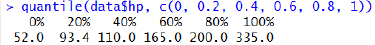 > quantile(data$hp, c(0, 0.2, 0.4, 0.6, 0.8, 1))
0% 20% 40% 60% 80% 100%
52.0 93.4 110.0 165.0 200.0 335.0